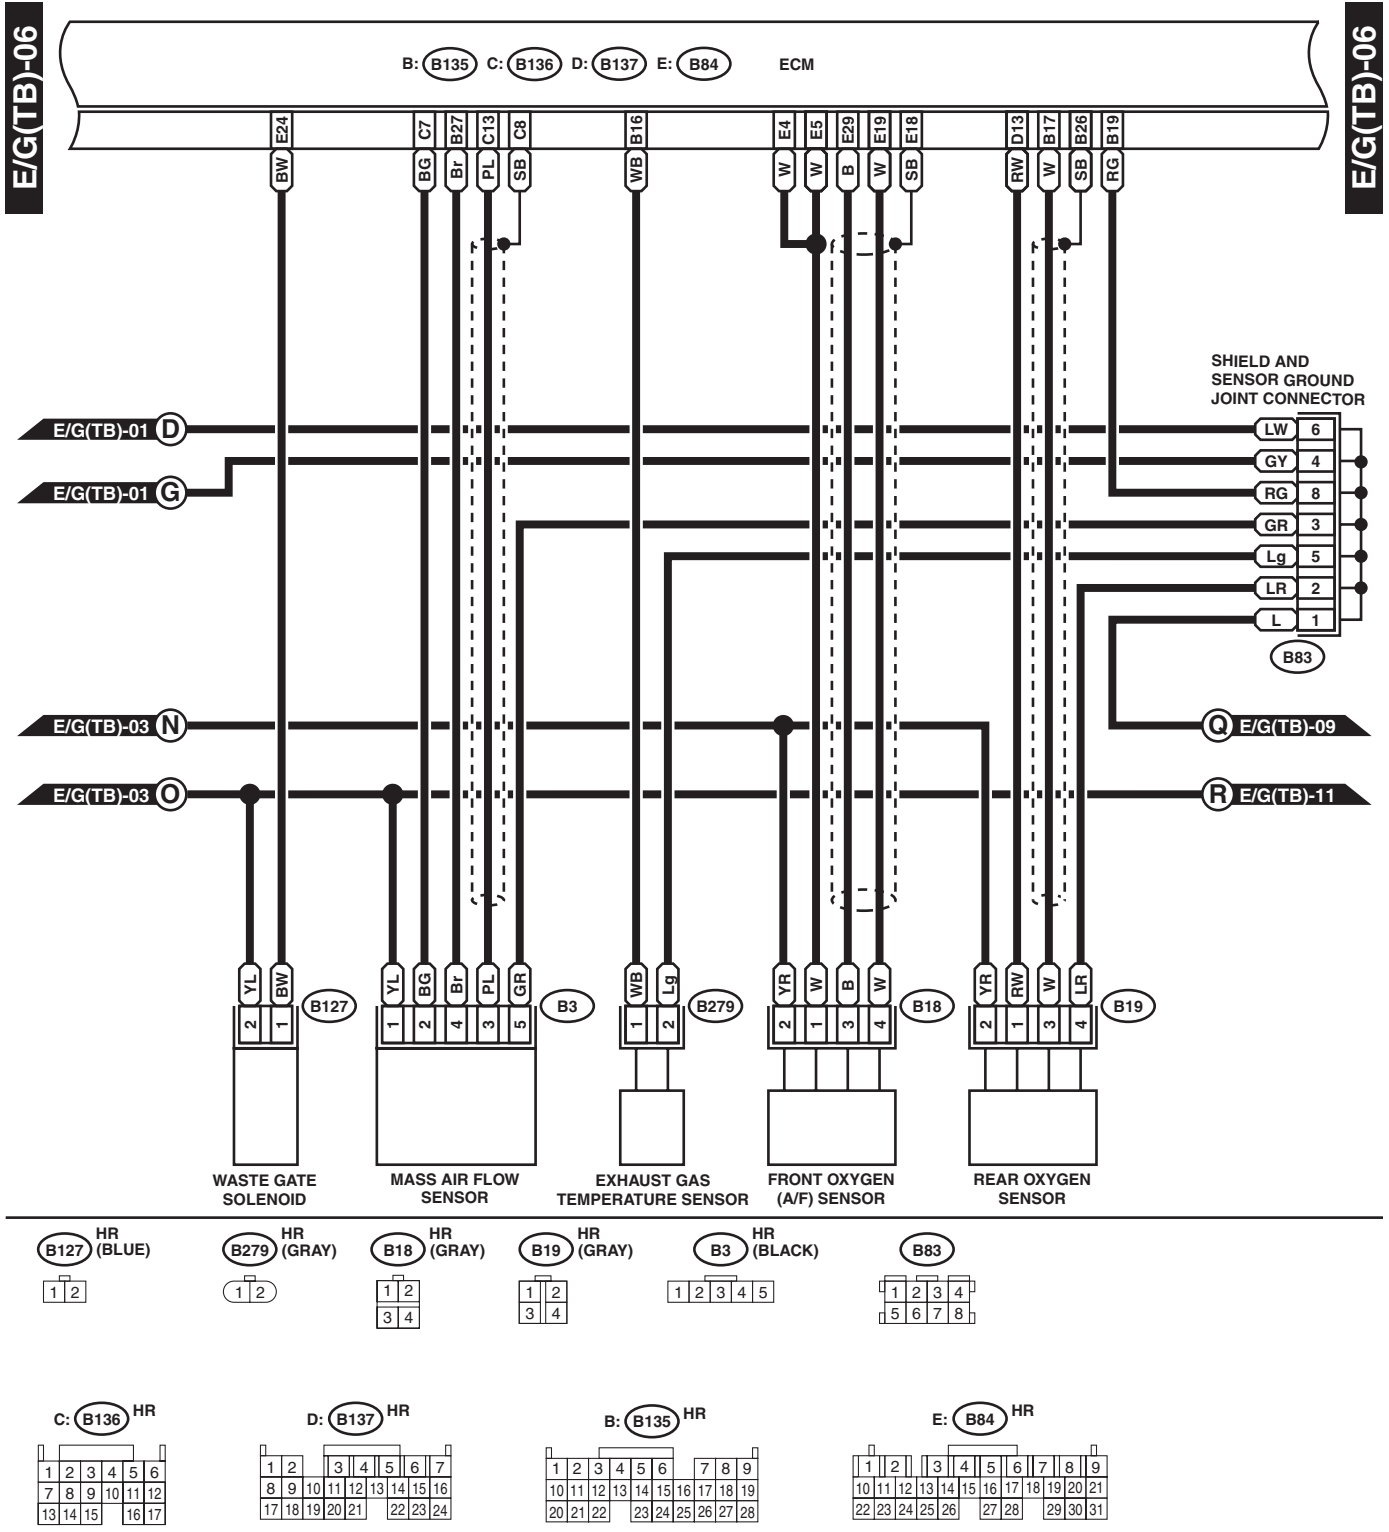 E/G(TB)-06
E/G(TB)-06
B: B135 C: B136 D: B137 E: B84 ECM
E24 C7 B27 C13 C8 B16 E4 E5 E29 E19 E18 D13 B17 B26 B19
BW BG Br PL SB WB W W B W SB RW W SB RG
SHIELD AND
SENSOR GROUND
JOINT CONNECTOR
E/G(TB)-01 D LW 6
GY 4
E/G(TB)-01 G RG 8
GR 3
Lg 5
LR 2
L 1
B83
E/G(TB)-03 N Q E/G(TB)-09
E/G(TB)-03 O R E/G(TB)-11
YL BW YL BG Br PL GR WB Lg YR W B W YR RW W LR
B127 B3 B279 B18 B19
2 1 1 2 4 3 5 1 2 2 1 3 4 2 1 3 4
WASTE GATE
SOLENOID
MASS AIR FLOW
SENSOR
EXHAUST GAS
TEMPERATURE SENSOR
FRONT OXYGEN
(A/F) SENSOR
REAR OXYGEN
SENSOR
B127 HR
(BLUE)
1 2
B279 HR
(GRAY)
1 2
B18 HR
(GRAY)
1 2
3 4
B19 HR
(GRAY)
1 2
3 4
B3 HR
(BLACK)
1 2 3 4 5
B83
1 2 3 4
5 6 7 8
C: B136 HR
1 2 3 4 5 6
7 8 9 10 11 12
13 14 15 16 17
D: B137 HR
1 2 3 4 5 6 7
8 9 10 11 12 13 14 15 16
17 18 19 20 21 22 23 24
B: B135 HR
1 2 3 4 5 6 7 8 9
10 11 12 13 14 15 16 17 18 19
20 21 22 23 24 25 26 27 28
E: B84 HR
1 2 3 4 5 6 7 8 9
10 11 12 13 14 15 16 17 18 19 20 21
22 23 24 25 26 27 28 29 30 31